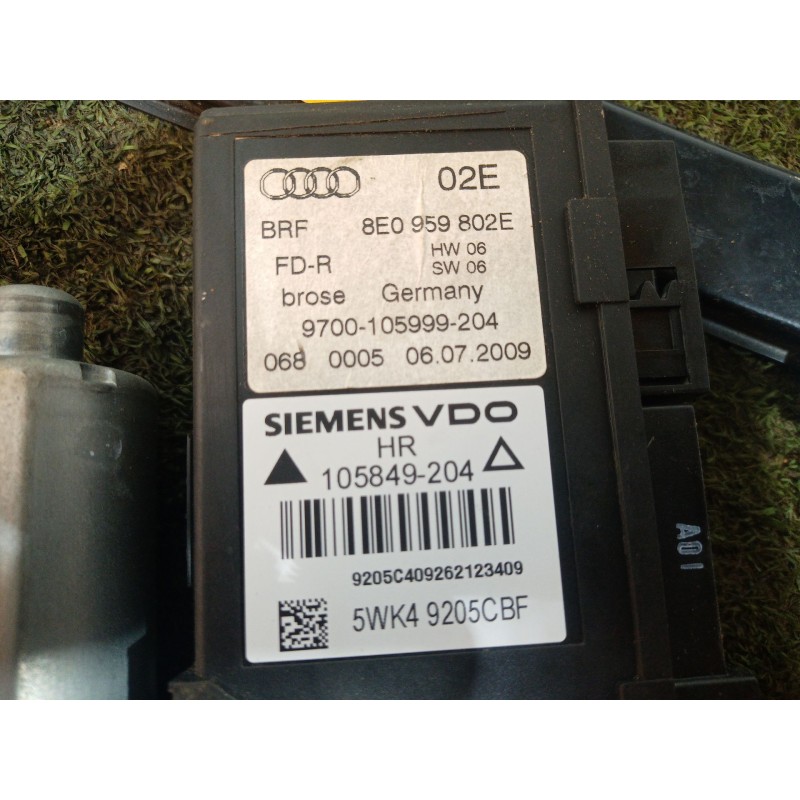 02E
BRF 8E0 959 802E
FD-R HW 06
SW 06
brose Germany
9700-105999-204
068 0005 06.07.2009
SIEMENS VDO
HR
105849-204
9205C409262123409
5WK4 9205CBF
A01